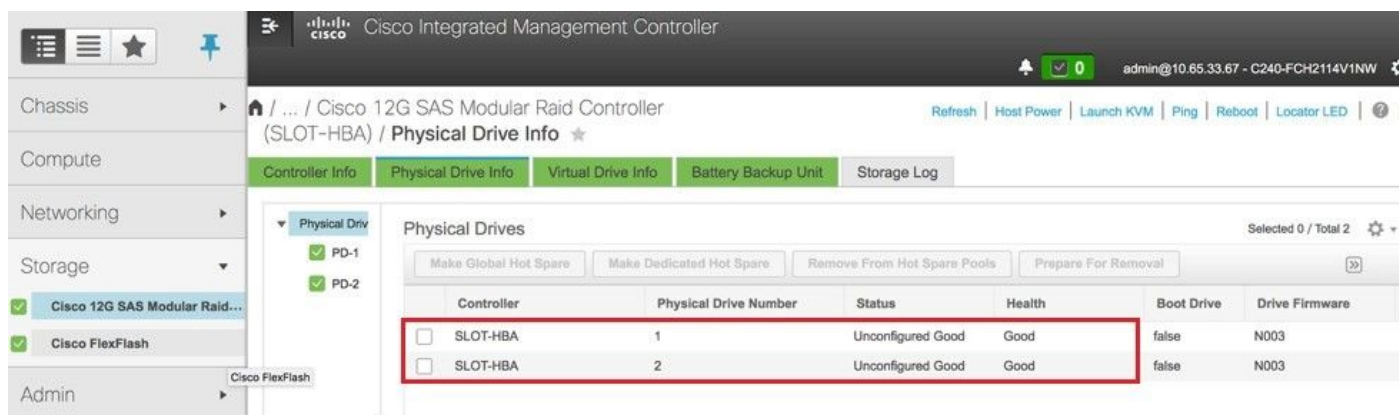 cisco Cisco Integrated Management Controller
0 admin@10.65.33.67 - C240-FCH2114V1NW
Chassis
Compute
Networking
Storage
Cisco 12G SAS Modular Raid...
Cisco FlexFlash
Cisco FlexFlash
Admin
/ ... / Cisco 12G SAS Modular Raid Controller
(SLOT-HBA) / Physical Drive Info
Refresh | Host Power | Launch KVM | Ping | Reboot | Locator LED | ?
Controller Info Physical Drive Info Virtual Drive Info Battery Backup Unit Storage Log
Physical Driv
PD-1
PD-2
Physical Drives Selected 0 / Total 2
Make Global Hot Spare Make Dedicated Hot Spare Remove From Hot Spare Pools Prepare For Removal
Controller Physical Drive Number Status Health Boot Drive Drive Firmware
SLOT-HBA 1 Unconfigured Good Good false N003
SLOT-HBA 2 Unconfigured Good Good false N003